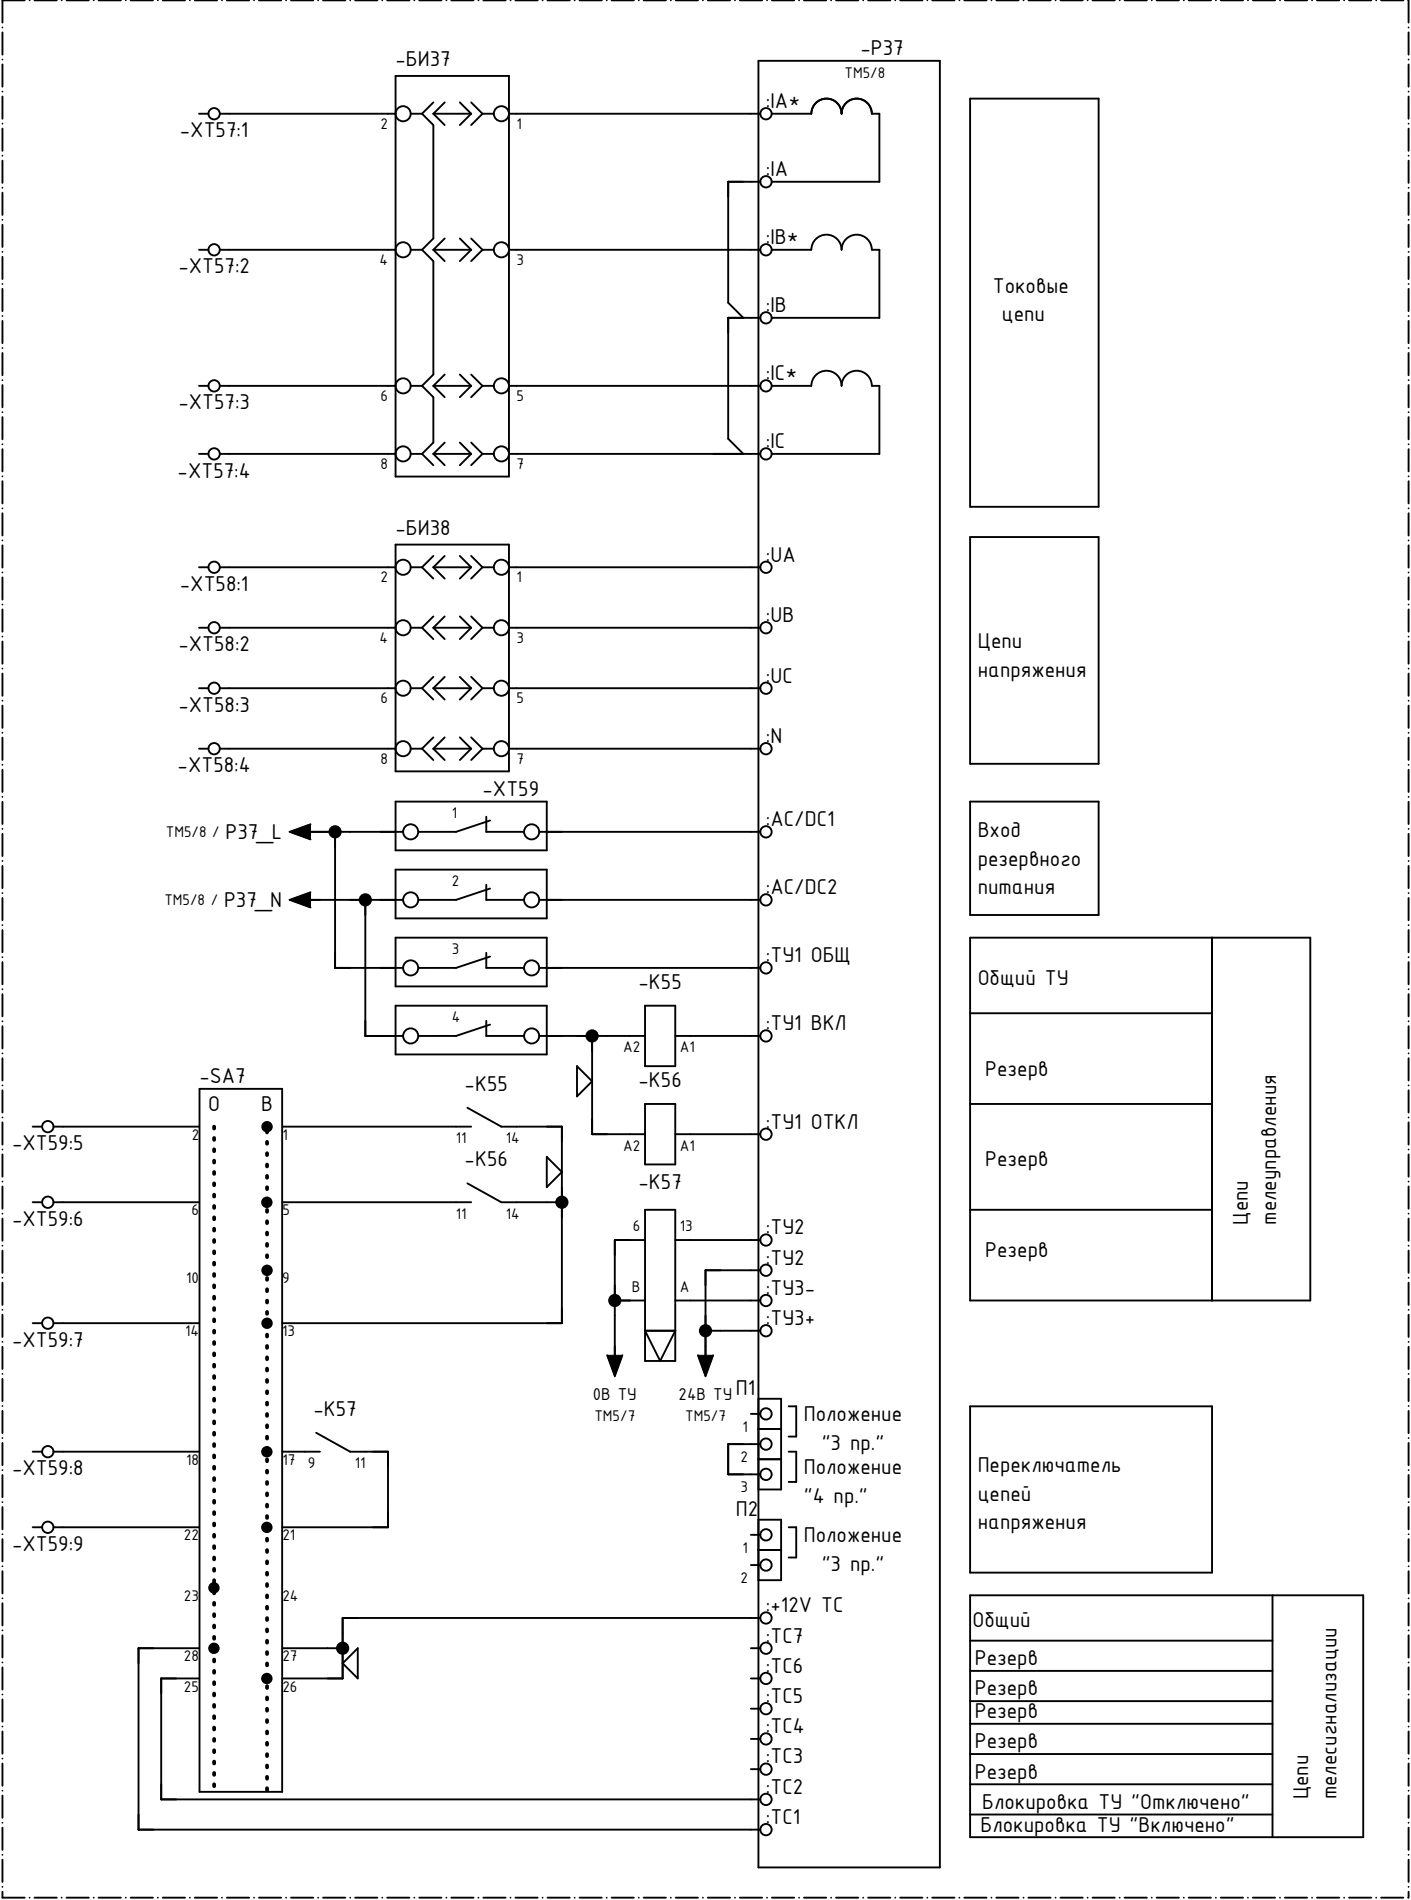 -P37
TM5/8
-БИ37
-XT57:1
2
1
:IA*
:IA
-XT57:2
4
3
:IB*
:IB
-XT57:3
6
5
:IC*
-XT57:4
8
7
:IC
Токовые
цепи
-БИ38
-XT58:1
2
1
:UA
-XT58:2
4
3
:UB
-XT58:3
6
5
:UC
-XT58:4
8
7
:N
Цепи
напряжения
-XT59
TM5/8 / P37_L
1
:AC/DC1
TM5/8 / P37_N
2
:AC/DC2
Вход
резервного
питания
3
:ТУ1 ОБЩ
-K55
4
A2
A1
:ТУ1 ВКЛ
-K56
A2
A1
:ТУ1 ОТКЛ
Общий ТУ
Резерв
Резерв
Резерв
Цепи
телеуправления
-SA7
O
B
-XT59:5
2
1
-K55
11
14
-XT59:6
6
5
-K56
11
14
10
9
-XT59:7
14
13
-K57
6
13
:ТУ2
:ТУ2
B
A
:ТУ3-
:ТУ3+
0В ТУ
TM5/7
24В ТУ
TM5/7
-XT59:8
18
17
-K57
9
11
-XT59:9
22
21
23
24
28
27
25
26
П1
1
2
3
Положение
"3 пр."
Положение
"4 пр."
П2
1
2
Положение
"3 пр."
Переключатель
цепей
напряжения
:+12V TC
:TC7
:TC6
:TC5
:TC4
:TC3
:TC2
:TC1
Общий
Резерв
Резерв
Резерв
Резерв
Резерв
Блокировка ТУ "Отключено"
Блокировка ТУ "Включено"
Цепи
телесигнализации